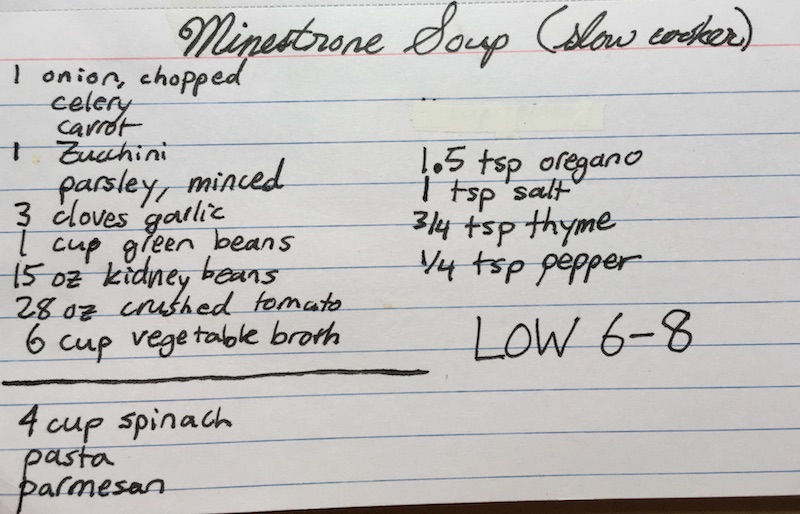 Minestrone Soup (slow cooker)
1 onion, chopped
celery
carrot
1 Zucchini
parsley, minced
3 cloves garlic
1 cup green beans
15 oz kidney beans
28 oz crushed tomato
6 cup vegetable broth
1.5 tsp oregano
1 tsp salt
3/4 tsp thyme
1/4 tsp pepper
LOW 6-8
4 cup spinach
pasta
parmesan